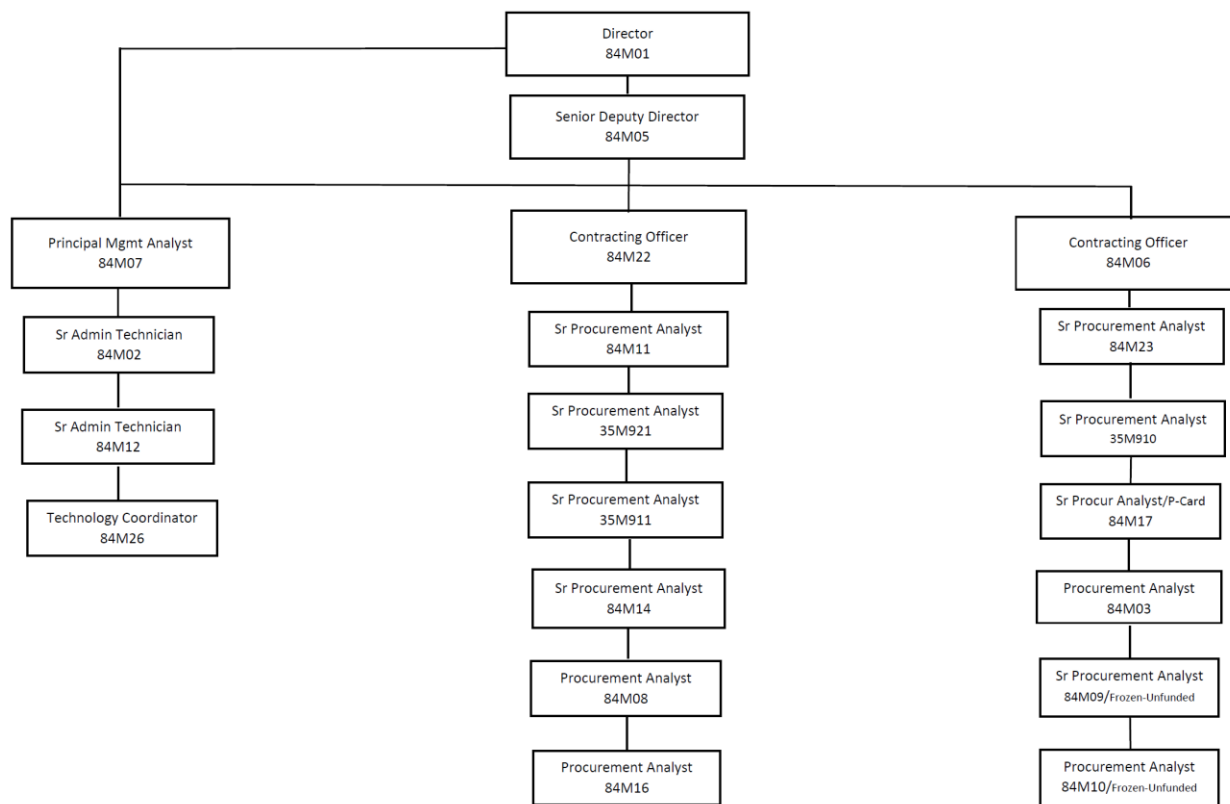 Director
84M01
Senior Deputy Director
84M05
Principal Mgmt Analyst
84M07
Sr Admin Technician
84M02
Sr Admin Technician
84M12
Technology Coordinator
84M26
Contracting Officer
84M22
Sr Procurement Analyst
84M11
Sr Procurement Analyst
35M921
Sr Procurement Analyst
35M911
Sr Procurement Analyst
84M14
Procurement Analyst
84M08
Procurement Analyst
84M16
Contracting Officer
84M06
Sr Procurement Analyst
84M23
Sr Procurement Analyst
35M910
Sr Procur Analyst/P-Card
84M17
Procurement Analyst
84M03
Sr Procurement Analyst
84M09/Frozen-Unfunded
Procurement Analyst
84M10/Frozen-Unfunded